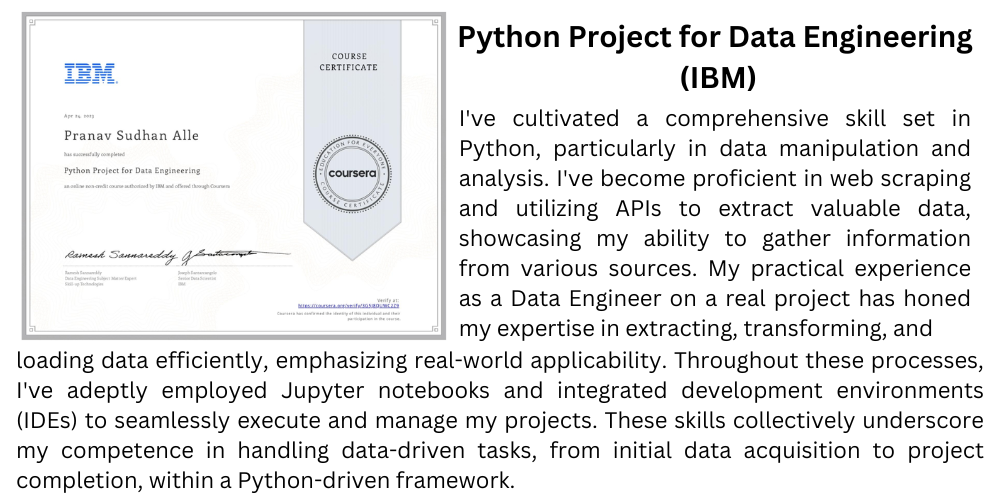 IBM
Apr 24, 2023
Pranav Sudhan Alle
has successfully completed
Python Project for Data Engineering
an online non-credit course authorized by IBM and offered through Coursera
COURSE
CERTIFICATE
EDUCATION FOR EVERYONE
coursera
COURSE CERTIFICATE
Ramesh Sannareddy
Ramesh Sannareddy
Data Engineering Subject Matter Expert
Skill-up Technologies
Joseph Santarcangelo
Senior Data Scientist
IBM
Verify at:
Coursera has confirmed the identity of this individual and their
participation in the course.
Python Project for Data Engineering
(IBM)
I've cultivated a comprehensive skill set in
Python, particularly in data manipulation and
analysis. I've become proficient in web scraping
and utilizing APIs to extract valuable data,
showcasing my ability to gather information
from various sources. My practical experience
as a Data Engineer on a real project has honed
my expertise in extracting, transforming, and
loading data efficiently, emphasizing real-world applicability. Throughout these processes,
I've adeptly employed Jupyter notebooks and integrated development environments
(IDEs) to seamlessly execute and manage my projects. These skills collectively underscore
my competence in handling data-driven tasks, from initial data acquisition to project
completion, within a Python-driven framework.